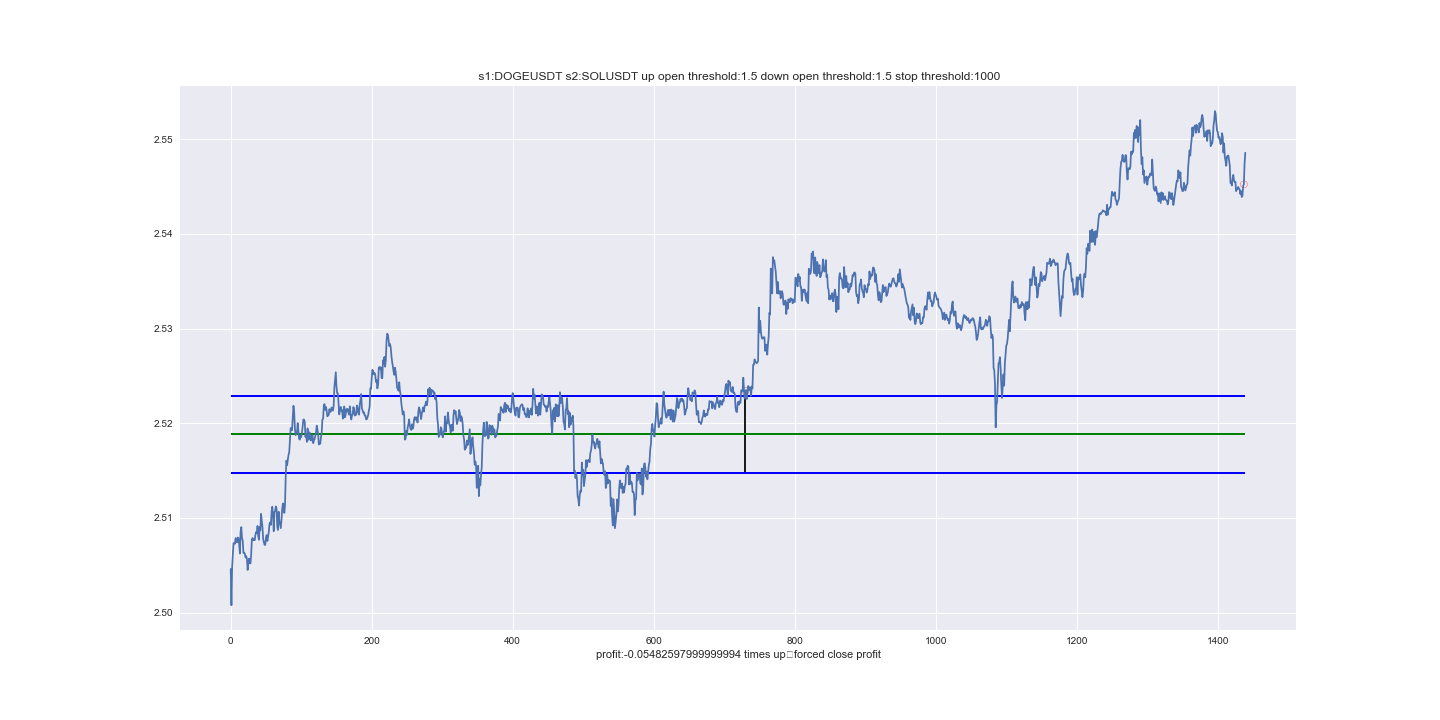 s1:DOGEUSDT s2:SOLUSDT up open threshold:1.5 down open threshold:1.5 stop threshold:1000
2.55
2.54
2.53
2.52
2.51
2.50
0 200 400 600 800 1000 1200 1400
profit:-0.05482597999999994 times up□forced close profit